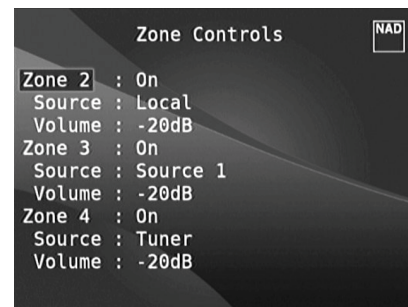 Zone Controls
NAD
Zone 2 : On
Source : Local
Volume : -20dB
Zone 3 : On
Source : Source 1
Volume : -20dB
Zone 4 : On
Source : Tuner
Volume : -20dB